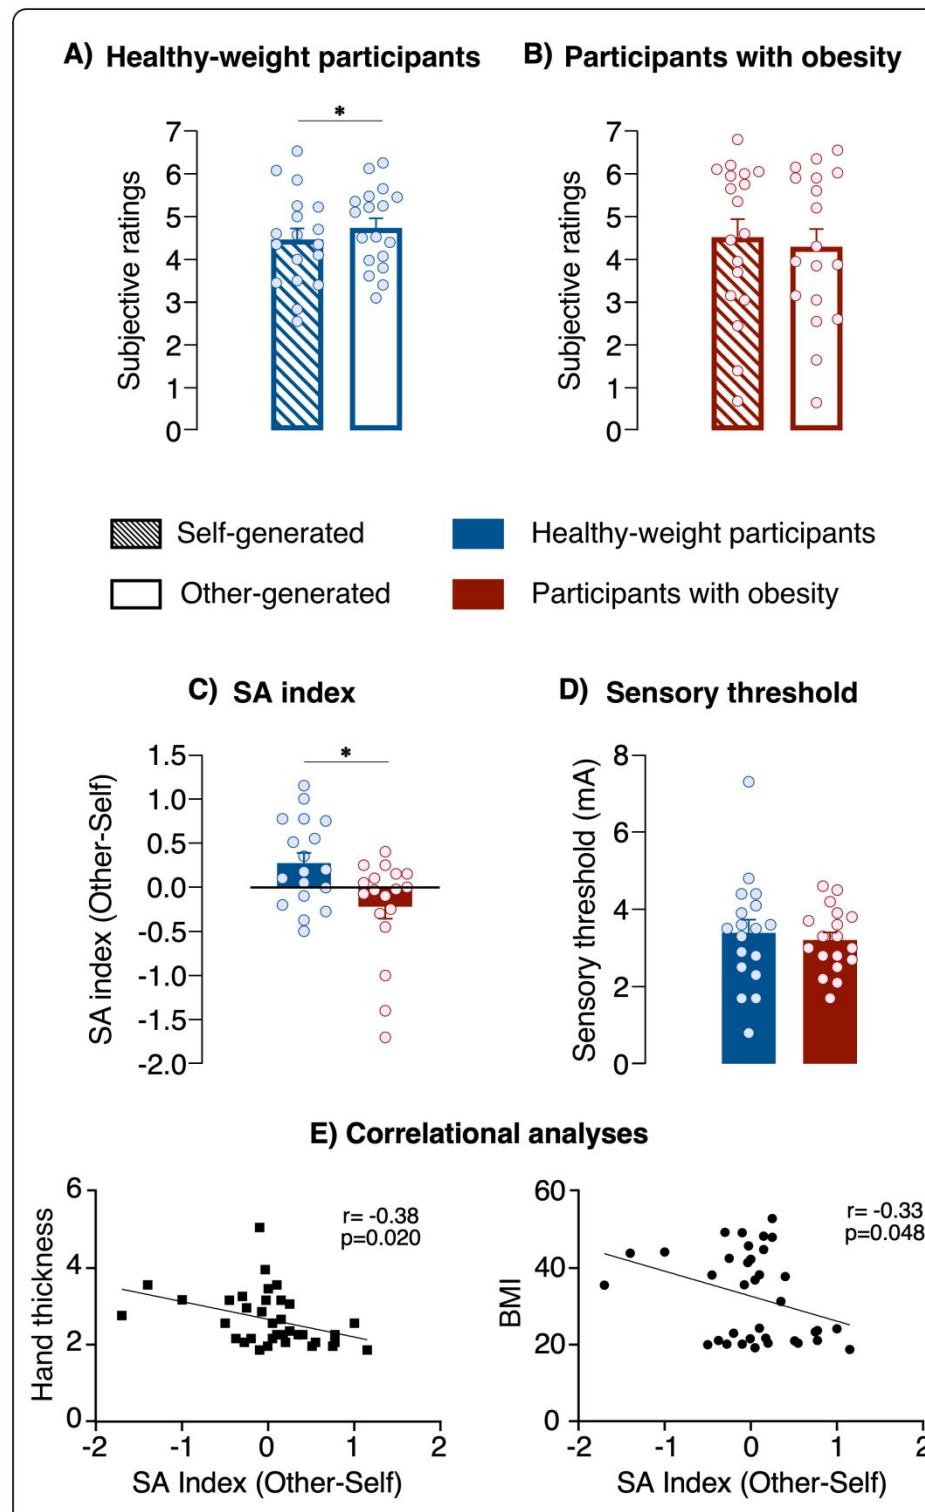 A) Healthy-weight participants
B) Participants with obesity
*
7
6
5
4
3
2
1
0
Subjective ratings
7
6
5
4
3
2
1
0
Subjective ratings
Self-generated
Healthy-weight participants
Other-generated
Participants with obesity
C) SA index
D) Sensory threshold
*
1.5
1.0
0.5
0.0
-0.5
-1.0
-1.5
-2.0
SA index (Other-Self)
8
6
4
2
0
Sensory threshold (mA)
E) Correlational analyses
6
4
2
0
Hand thickness
r= -0.38
p=0.020
-2 -1 0 1 2
SA Index (Other-Self)
60
40
20
0
BMI
r= -0.33
p=0.048
-2 -1 0 1 2
SA Index (Other-Self)